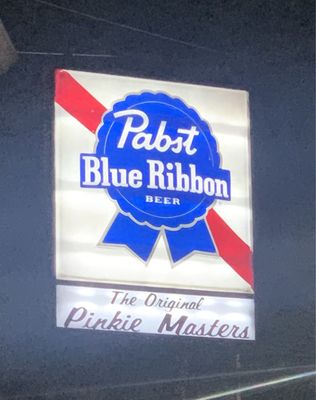 Pabst
Blue Ribbon
BEER
The Original
Pinkie Masters